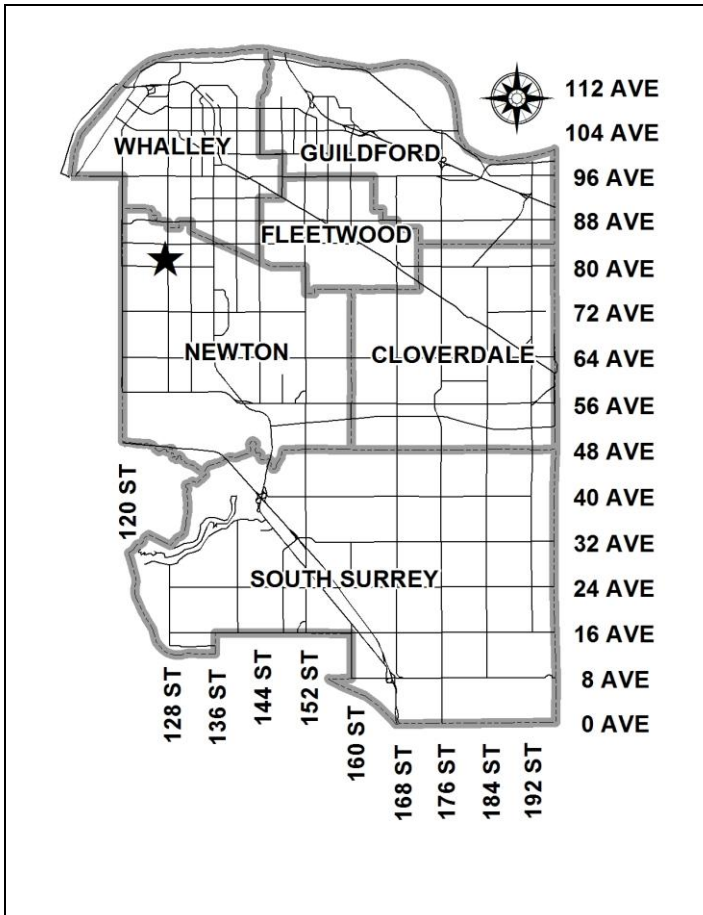 112 AVE
104 AVE
WHALLEY
GUILDFORD
96 AVE
88 AVE
FLEETWOOD
80 AVE
72 AVE
NEWTON
CLOVERDALE
64 AVE
56 AVE
48 AVE
120 ST
40 AVE
32 AVE
SOUTH SURREY
24 AVE
16 AVE
8 AVE
0 AVE
128 ST
136 ST
144 ST
152 ST
160 ST
168 ST
176 ST
184 ST
192 ST